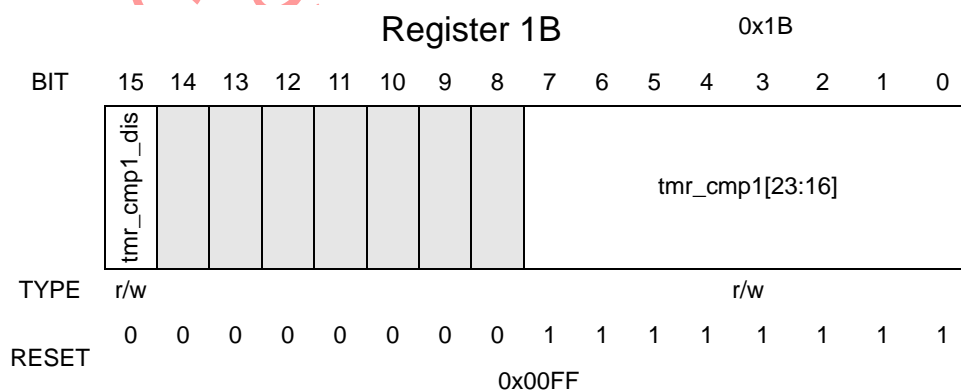 Register 1B 0x1B
BIT 15 14 13 12 11 10 9 8 7 6 5 4 3 2 1 0
tmr_cmp1_dis
tmr_cmp1[23:16]
TYPE r/w r/w
RESET 0 0 0 0 0 0 0 0 1 1 1 1 1 1 1 1
0x00FF